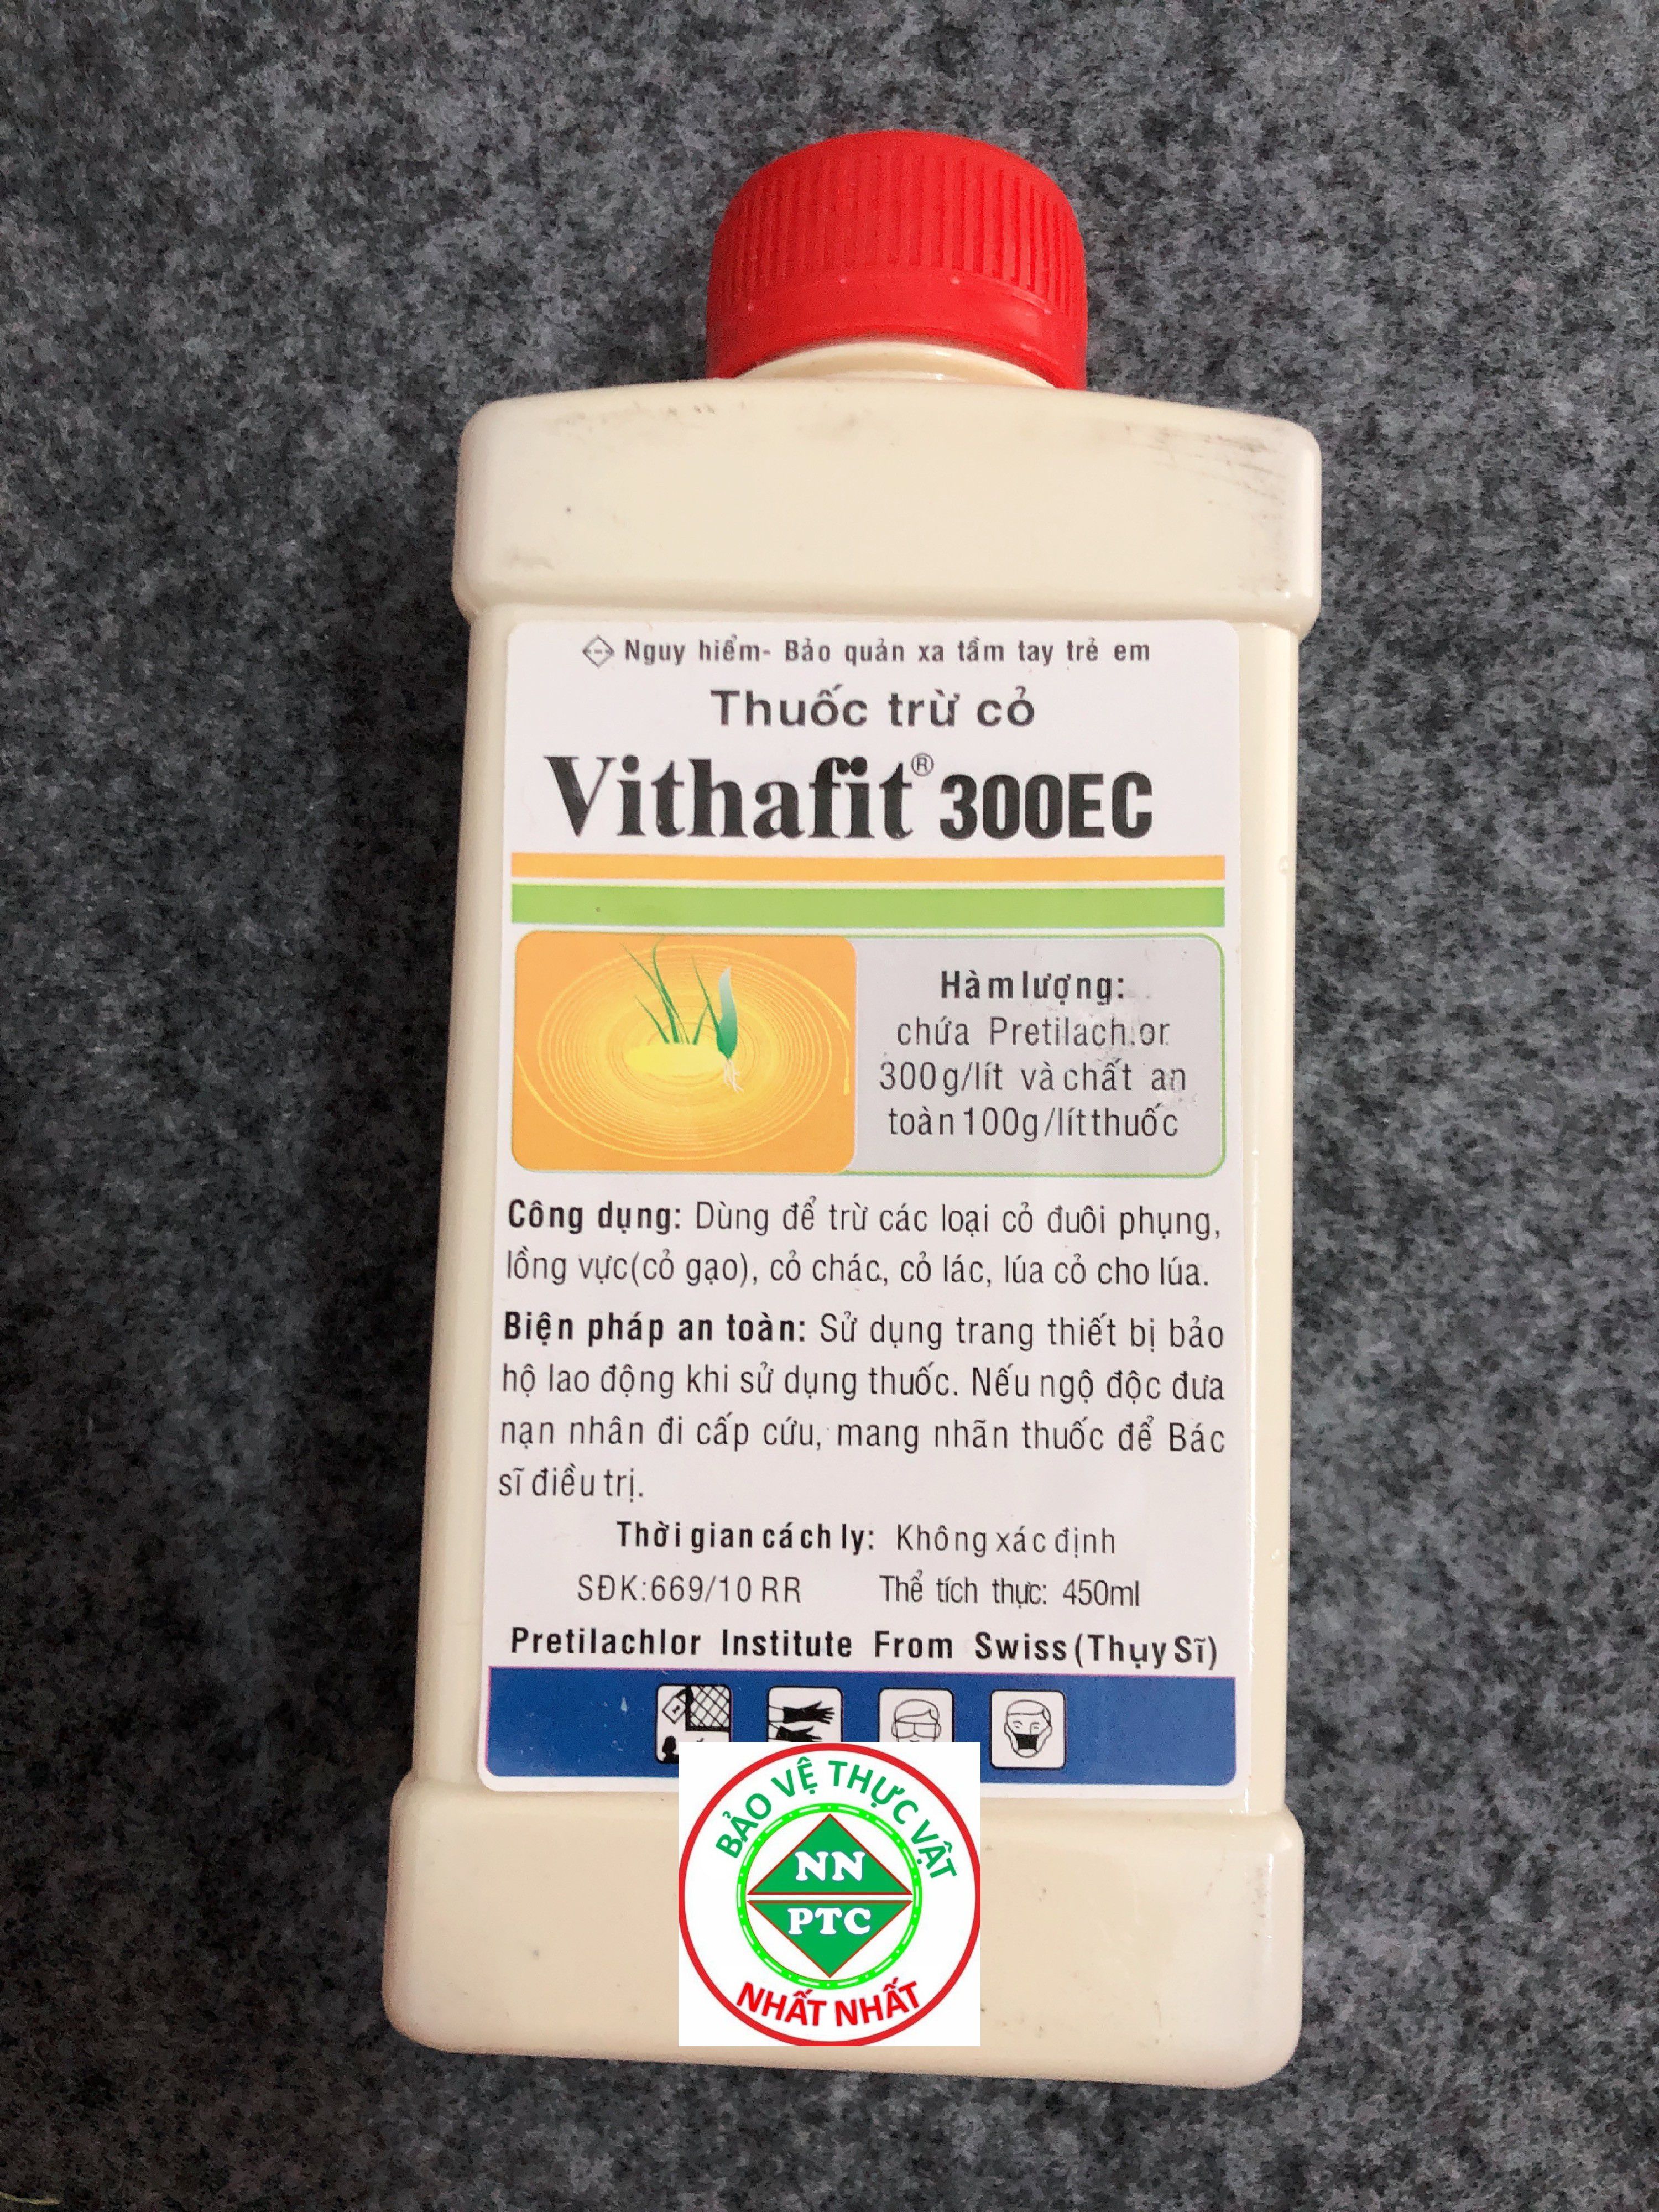 Nguy hiểm- Bảo quản xa tầm tay trẻ em
Thuốc trừ cỏ
Vithafit® 300EC
Hàm lượng:
chứa Pretilachlor
300g/lít và chất an
toàn 100g/lít thuốc
Công dụng: Dùng để trừ các loại cỏ đuôi phụng,
lồng vực(cỏ gạo), cỏ chác, cỏ lác, lúa cỏ cho lúa.
Biện pháp an toàn: Sử dụng trang thiết bị bảo
hộ lao động khi sử dụng thuốc. Nếu ngộ độc đưa
nạn nhân đi cấp cứu, mang nhãn thuốc để Bác
sĩ điều trị.
Thời gian cách ly: Không xác định
SĐK:669/10 RR Thể tích thực: 450ml
Pretilachlor Institute From Swiss (Thụy Sĩ)
BẢO VỆ THỰC VẬT
NN
PTC
NHẤT NHẤT